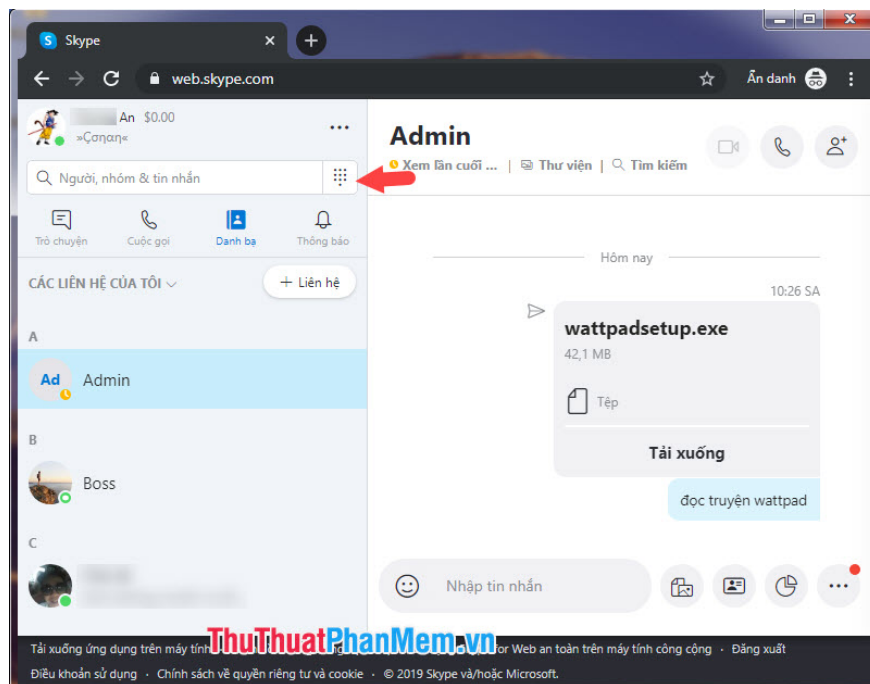 Skype
web.skype.com
Ẩn danh
An $0.00
»Çơŋąŋ«
Người, nhóm & tin nhắn
Trò chuyện
Cuộc gọi
Danh bạ
Thông báo
CÁC LIÊN HỆ CỦA TÔI
Liên hệ
A
Ad
Admin
B
Boss
C
Admin
Xem lần cuối ... | Thư viện | Tìm kiếm
Hôm nay
10:26 SA
wattpadsetup.exe
42,1 MB
Tệp
Tải xuống
đọc truyện wattpad
Nhập tin nhắn
ThuThuatPhanMem.vn
Tải xuống ứng dụng trên máy tính
for Web an toàn trên máy tính công cộng · Đăng xuất
Điều khoản sử dụng · Chính sách về quyền riêng tư và cookie · © 2019 Skype và/hoặc Microsoft.